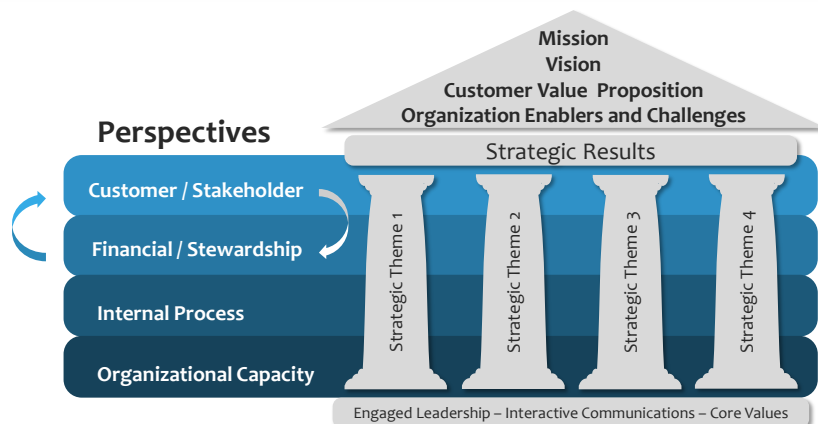 Mission
Vision
Customer Value Proposition
Organization Enablers and Challenges
Perspectives
Strategic Results
Customer / Stakeholder
Financial / Stewardship
Internal Process
Organizational Capacity
Strategic Theme 1
Strategic Theme 2
Strategic Theme 3
Strategic Theme 4
Engaged Leadership – Interactive Communications – Core Values